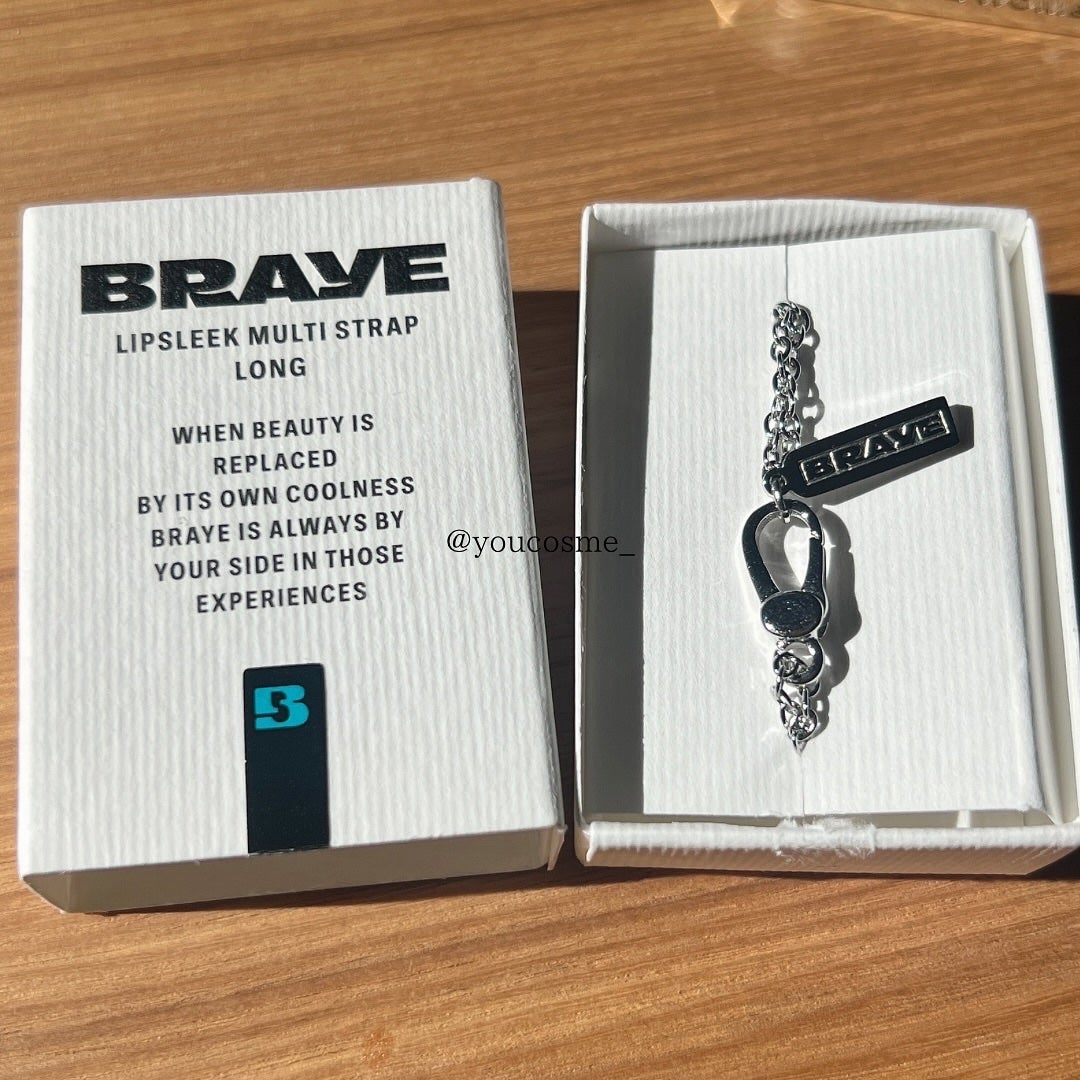 BRAYE
LIPSLEEK MULTI STRAP
LONG
WHEN BEAUTY IS
REPLACED
BY ITS OWN COOLNESS
BRAYE IS ALWAYS BY
YOUR SIDE IN THOSE
EXPERIENCES
B
BRAYE
@youcosme_